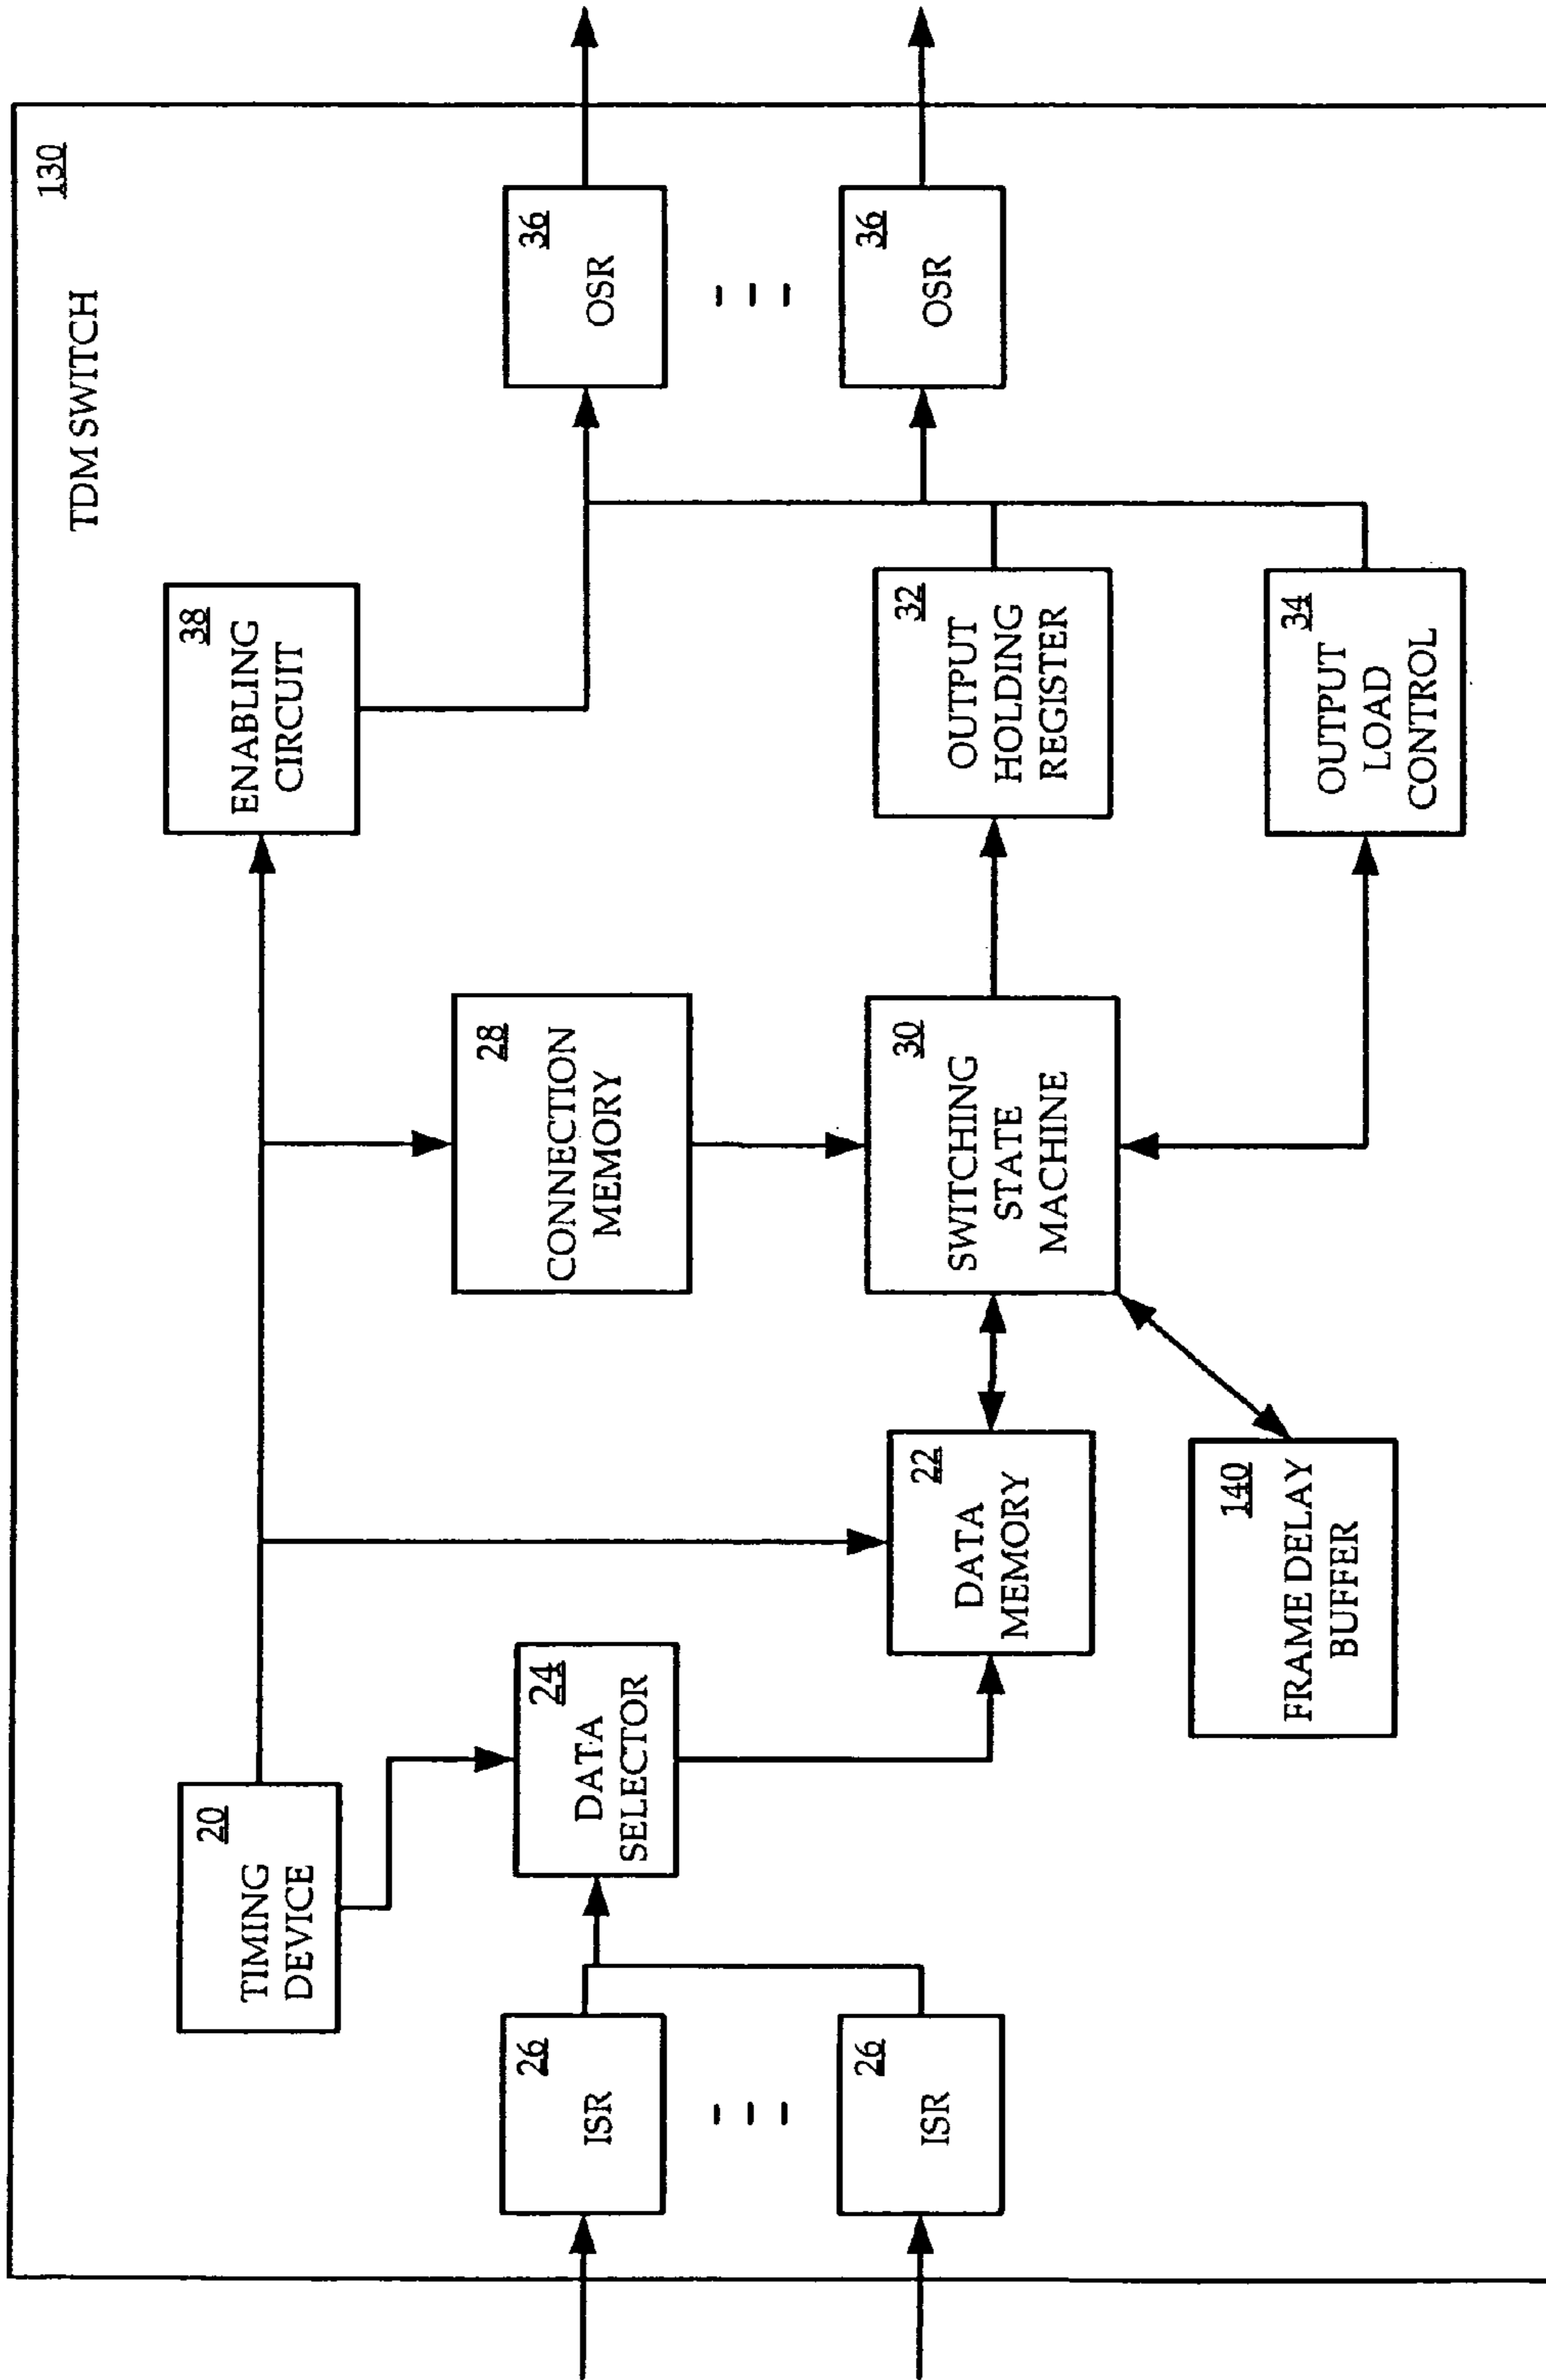 130
TDM SWITCH
20
TIMING
DEVICE
38
ENABLING
CIRCUIT
26
ISR
24
DATA
SELECTOR
28
CONNECTION
MEMORY
36
OSR
26
ISR
22
DATA
MEMORY
30
SWITCHING
STATE
MACHINE
32
OUTPUT
HOLDING
REGISTER
36
OSR
140
FRAME DELAY
BUFFER
34
OUTPUT
LOAD
CONTROL